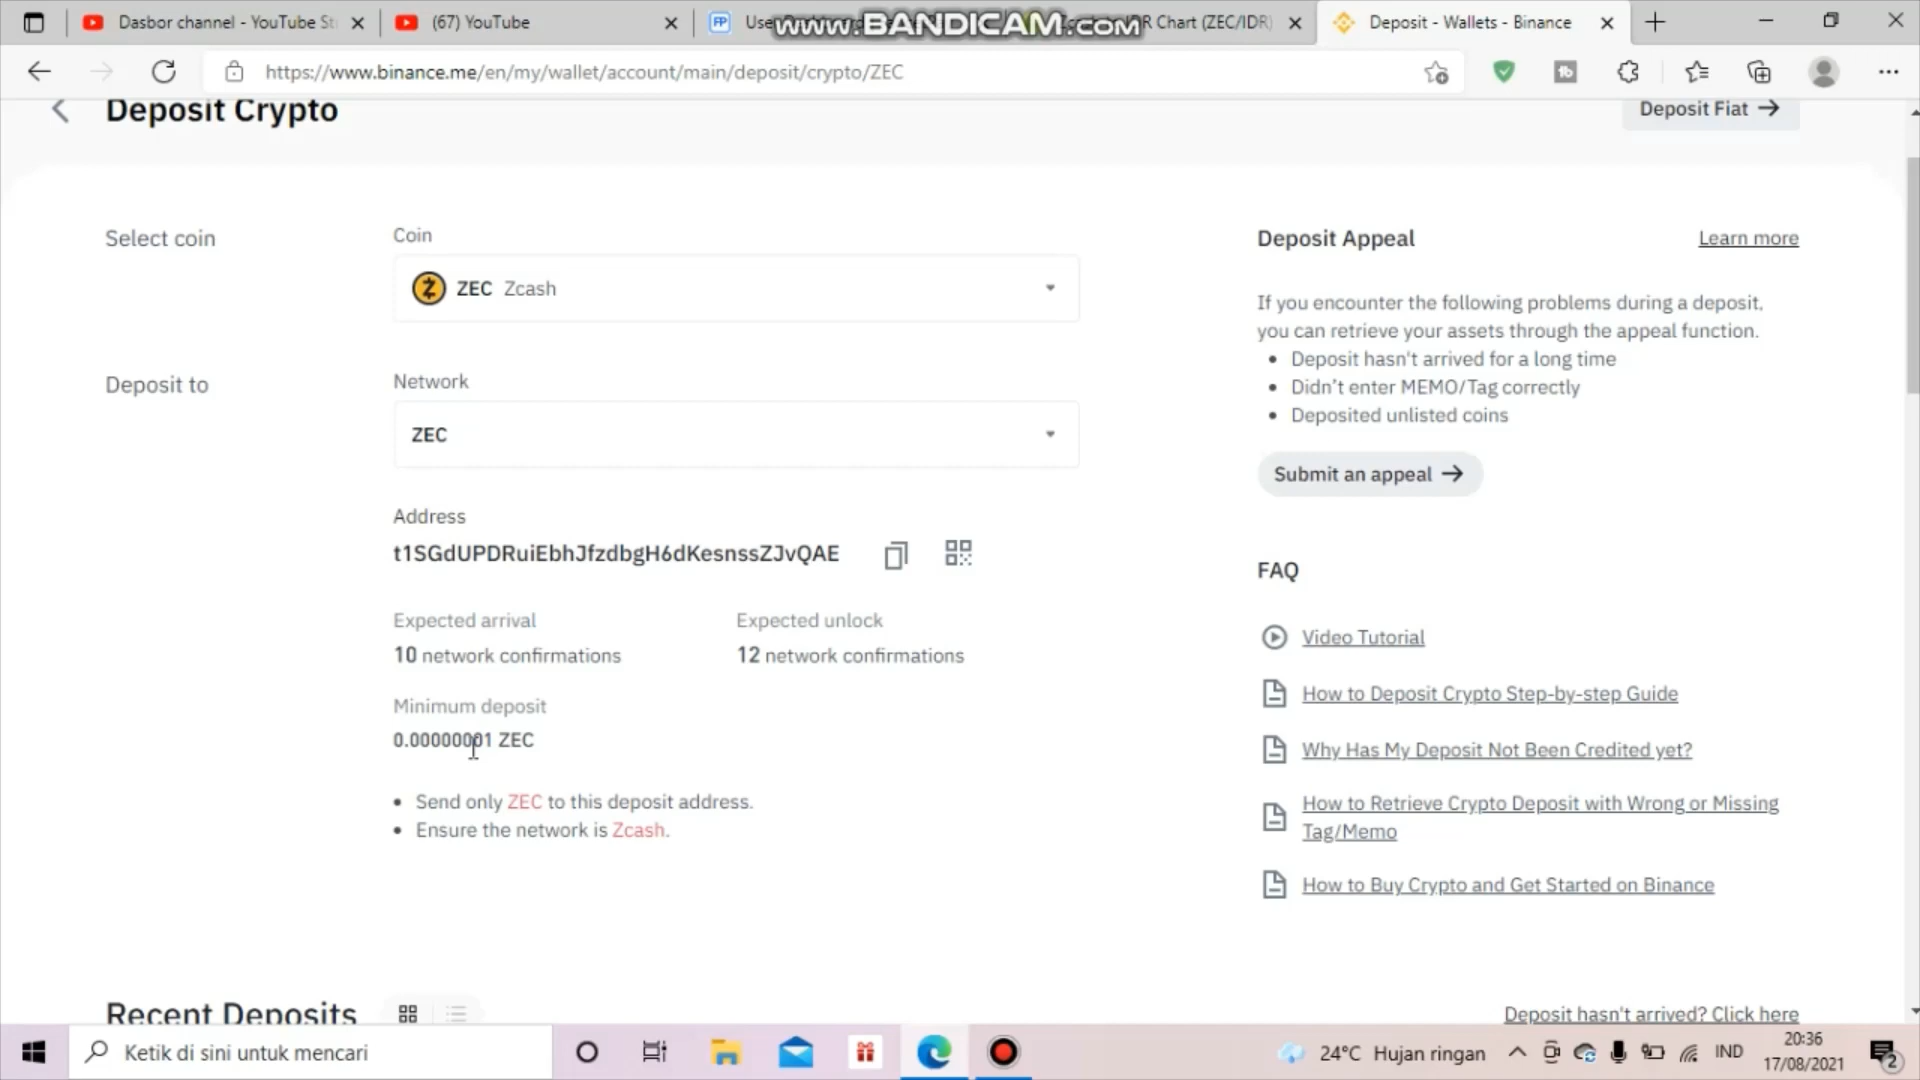 Dasbor channel - YouTube St
(67) YouTube
FP
Use
IDR Chart (ZEC/IDR)
Deposit - Wallets - Binance
www.BANDICAM.com
https://www.binance.me/en/my/wallet/account/main/deposit/crypto/ZEC
Deposit Crypto
Deposit Fiat
Select coin
Coin
ZEC Zcash
Deposit to
Network
ZEC
Address
t1SGdUPDRuiEbhJfzdbgH6dKesnssZJvQAE
Expected arrival
10 network confirmations
Expected unlock
12 network confirmations
Minimum deposit
0.00000001 ZEC
• Send only ZEC to this deposit address.
• Ensure the network is Zcash.
Deposit Appeal
Learn more
If you encounter the following problems during a deposit,
you can retrieve your assets through the appeal function.
• Deposit hasn't arrived for a long time
• Didn't enter MEMO/Tag correctly
• Deposited unlisted coins
Submit an appeal
FAQ
Video Tutorial
How to Deposit Crypto Step-by-step Guide
Why Has My Deposit Not Been Credited yet?
How to Retrieve Crypto Deposit with Wrong or Missing
Tag/Memo
How to Buy Crypto and Get Started on Binance
Recent Deposits
Deposit hasn't arrived? Click here
Ketik di sini untuk mencari
24°C Hujan ringan
IND
20:36
17/08/2021
2